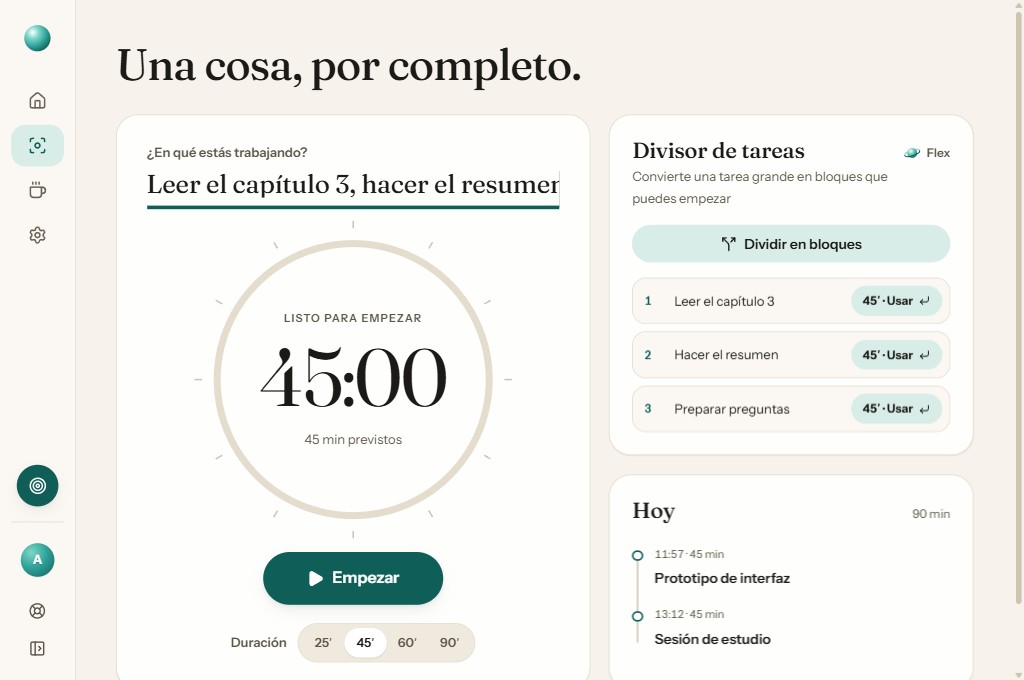 Una cosa, por completo.
¿En qué estás trabajando?
Leer el capítulo 3, hacer el resumen
LISTO PARA EMPEZAR
45:00
45 min previstos
Empezar
Duración 25′ 45′ 60′ 90′
Divisor de tareas
Flex
Convierte una tarea grande en bloques que
puedes empezar
Dividir en bloques
1 Leer el capítulo 3 45′ · Usar
2 Hacer el resumen 45′ · Usar
3 Preparar preguntas 45′ · Usar
Hoy 90 min
11:57 · 45 min
Prototipo de interfaz
13:12 · 45 min
Sesión de estudio
A